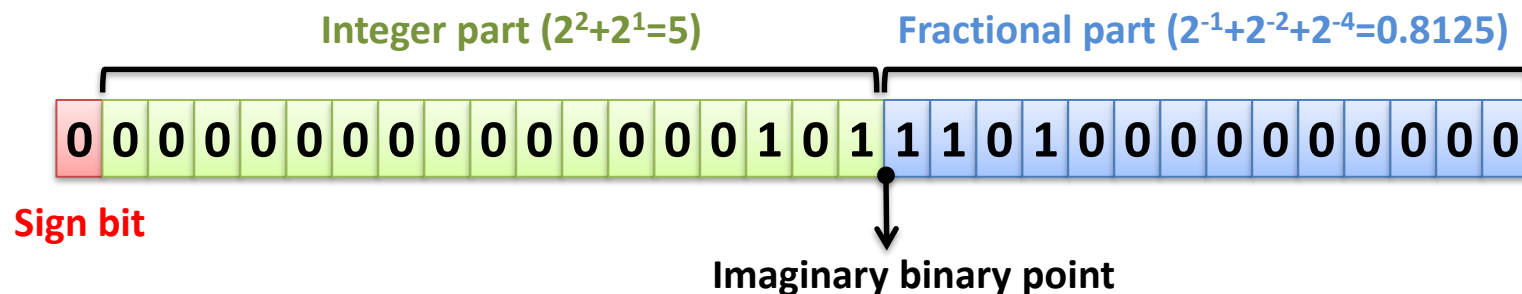 Integer part (2²+2¹=5) Fractional part (2⁻¹+2⁻²+2⁻⁴=0.8125)
0 0 0 0 0 0 0 0 0 0 0 0 0 0 0 1 0 1 1 1 0 1 0 0 0 0 0 0 0 0 0 0
Sign bit
Imaginary binary point